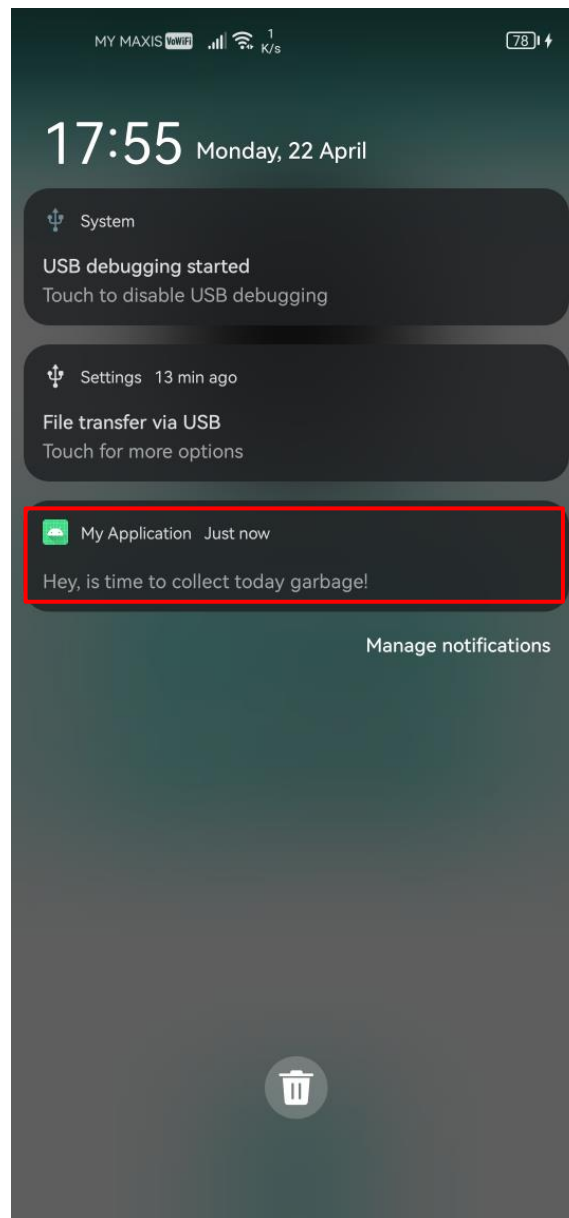 MY MAXIS VoWiFi 1 K/s 78
17:55 Monday, 22 April
System
USB debugging started
Touch to disable USB debugging
Settings 13 min ago
File transfer via USB
Touch for more options
My Application Just now
Hey, is time to collect today garbage!
Manage notifications